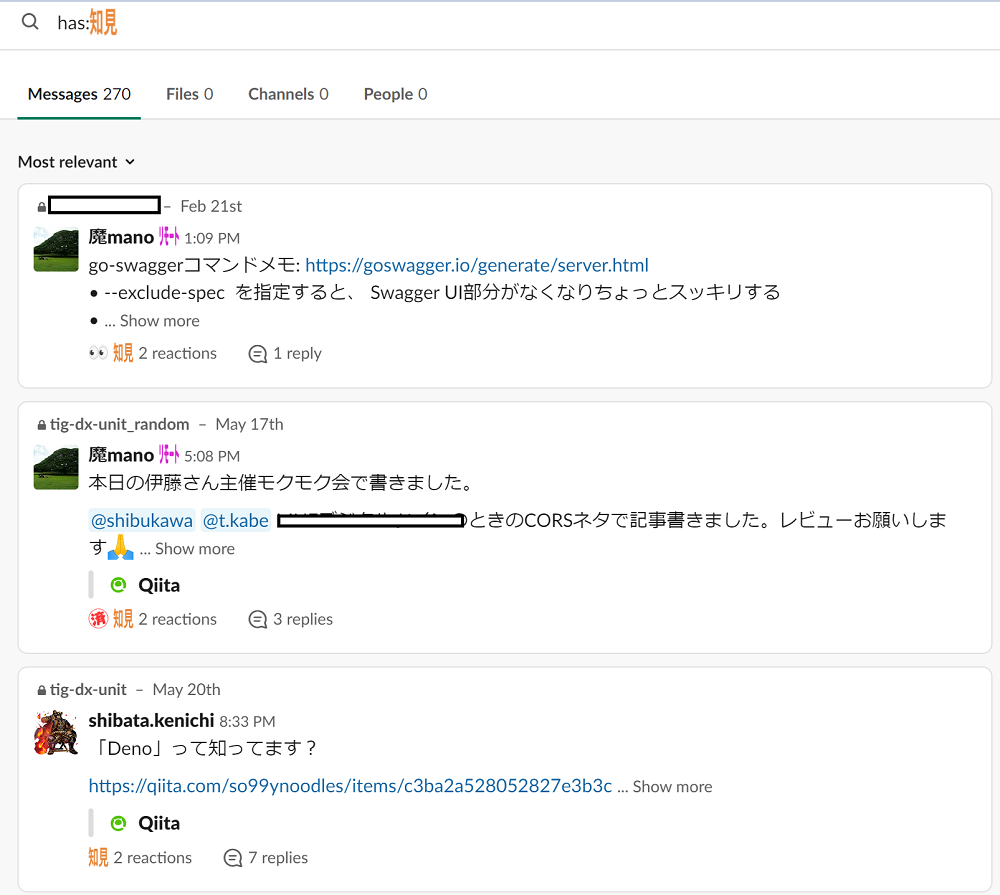 has:知見
Messages 270 Files 0 Channels 0 People 0
Most relevant
– Feb 21st
魔mano リモート 1:09 PM
go-swaggerコマンドメモ: https://goswagger.io/generate/server.html
• --exclude-spec を指定すると、 Swagger UI部分がなくなりちょっとスッキリする
• ... Show more
知見 2 reactions 1 reply
tig-dx-unit_random – May 17th
魔mano リモート 5:08 PM
本日の伊藤さん主催モクモク会で書きました。
@shibukawa @t.kabe ときのCORSネタで記事書きました。レビューお願いしま
す🙏 ... Show more
Qiita
済 知見 2 reactions 3 replies
tig-dx-unit – May 20th
shibata.kenichi 8:33 PM
「Deno」って知ってます？
https://qiita.com/so99ynoodles/items/c3ba2a528052827e3b3c ... Show more
Qiita
知見 2 reactions 7 replies